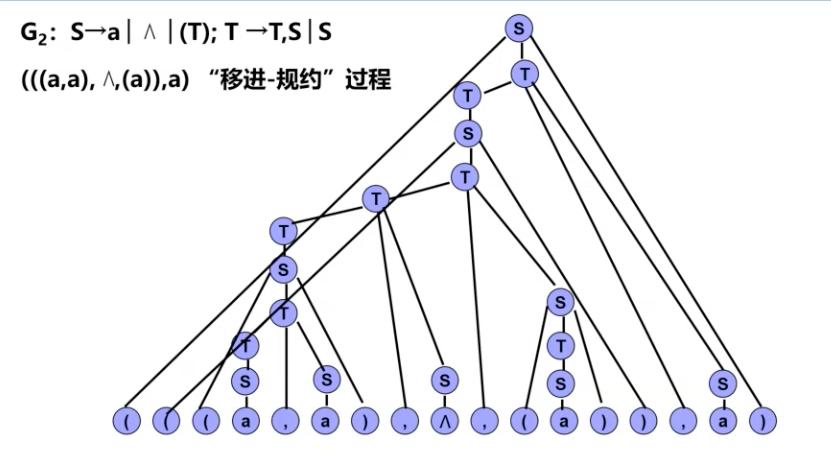 G₂: S→a| ∧ |(T); T →T,S|S
(((a,a), ∧,(a)),a) “移进-规约”过程
S
T
T
S
T
T
T
S
S
T
T
T
S
S
S
S
S
( ( ( a , a ) , ∧ , ( a ) ) , a )